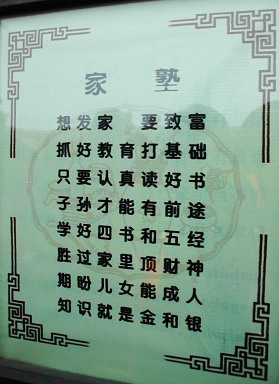 家 塾
想发家 要致富
抓好教育打基础
只要认真读好书
子孙才能有前途
学好四书和五经
胜过家里顶财神
期盼儿女能成人
知识就是金和银